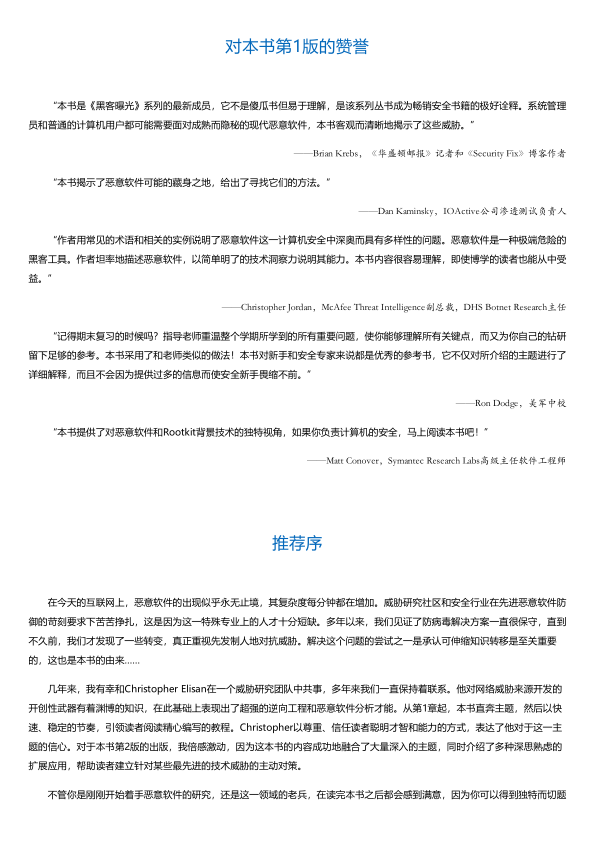 对本书第1版的赞誉
“本书是《黑客曝光》系列的最新成员，它不是傻瓜书但易于理解，是该系列丛书成为畅销安全书籍的极好诠释。系统管理
员和普通的计算机用户都可能需要面对成熟而隐秘的现代恶意软件，本书客观而清晰地揭示了这些威胁。”
——Brian Krebs，《华盛顿邮报》记者和《Security Fix》博客作者
“本书揭示了恶意软件可能的藏身之地，给出了寻找它们的方法。”
——Dan Kaminsky，IOActive公司渗透测试负责人
“作者用常见的术语和相关的实例说明了恶意软件这一计算机安全中深奥而具有多样性的问题。恶意软件是一种极端危险的
黑客工具。作者坦率地描述恶意软件，以简单明了的技术洞察力说明其能力。本书内容很容易理解，即使博学的读者也能从中受
益。”
——Christopher Jordan，McAfee Threat Intelligence副总裁，DHS Botnet Research主任
“记得期末复习的时候吗？指导老师重温整个学期所学到的所有重要问题，使你能够理解所有关键点，而又为你自己的钻研
留下足够的参考。本书采用了和老师类似的做法！本书对新手和安全专家来说都是优秀的参考书，它不仅对所介绍的主题进行了
详细解释，而且不会因为提供过多的信息而使安全新手畏缩不前。”
——Ron Dodge，美军中校
“本书提供了对恶意软件和Rootkit背景技术的独特视角，如果你负责计算机的安全，马上阅读本书吧！”
——Matt Conover，Symantec Research Labs高级主任软件工程师
推荐序
在今天的互联网上，恶意软件的出现似乎永无止境，其复杂度每分钟都在增加。威胁研究社区和安全行业在先进恶意软件防
御的苛刻要求下苦苦挣扎，这是因为这一特殊专业上的人才十分短缺。多年以来，我们见证了防病毒解决方案一直很保守，直到
不久前，我们才发现了一些转变，真正重视先发制人地对抗威胁。解决这个问题的尝试之一是承认可伸缩知识转移是至关重要
的，这也是本书的由来……
几年来，我有幸和Christopher Elisan在一个威胁研究团队中共事，多年来我们一直保持着联系。他对网络威胁来源开发的
开创性武器有着渊博的知识，在此基础上表现出了超强的逆向工程和恶意软件分析才能。从第1章起，本书直奔主题，然后以快
速、稳定的节奏，引领读者阅读精心编写的教程。Christopher以尊重、信任读者聪明才智和能力的方式，表达了他对于这一主
题的信心。对于本书第2版的出版，我倍感激动，因为这本书的内容成功地融合了大量深入的主题，同时介绍了多种深思熟虑的
扩展应用，帮助读者建立针对某些最先进的技术威胁的主动对策。
不管你是刚刚开始着手恶意软件的研究，还是这一领域的老兵，在读完本书之后都会感到满意，因为你可以得到独特而切题